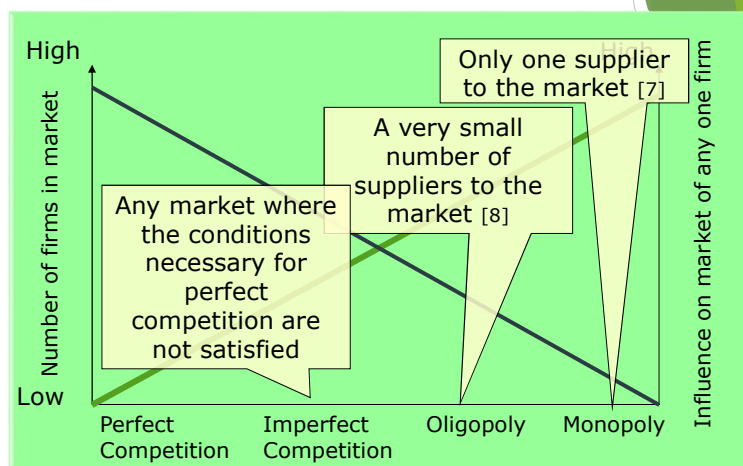 High
High
Number of firms in market
Low
Only one supplier
to the market [7]
A very small
number of
suppliers to the
market [8]
Any market where
the conditions
necessary for
perfect
competition are
not satisfied
Influence on market of any one firm
Perfect
Competition
Imperfect
Competition
Oligopoly
Monopoly